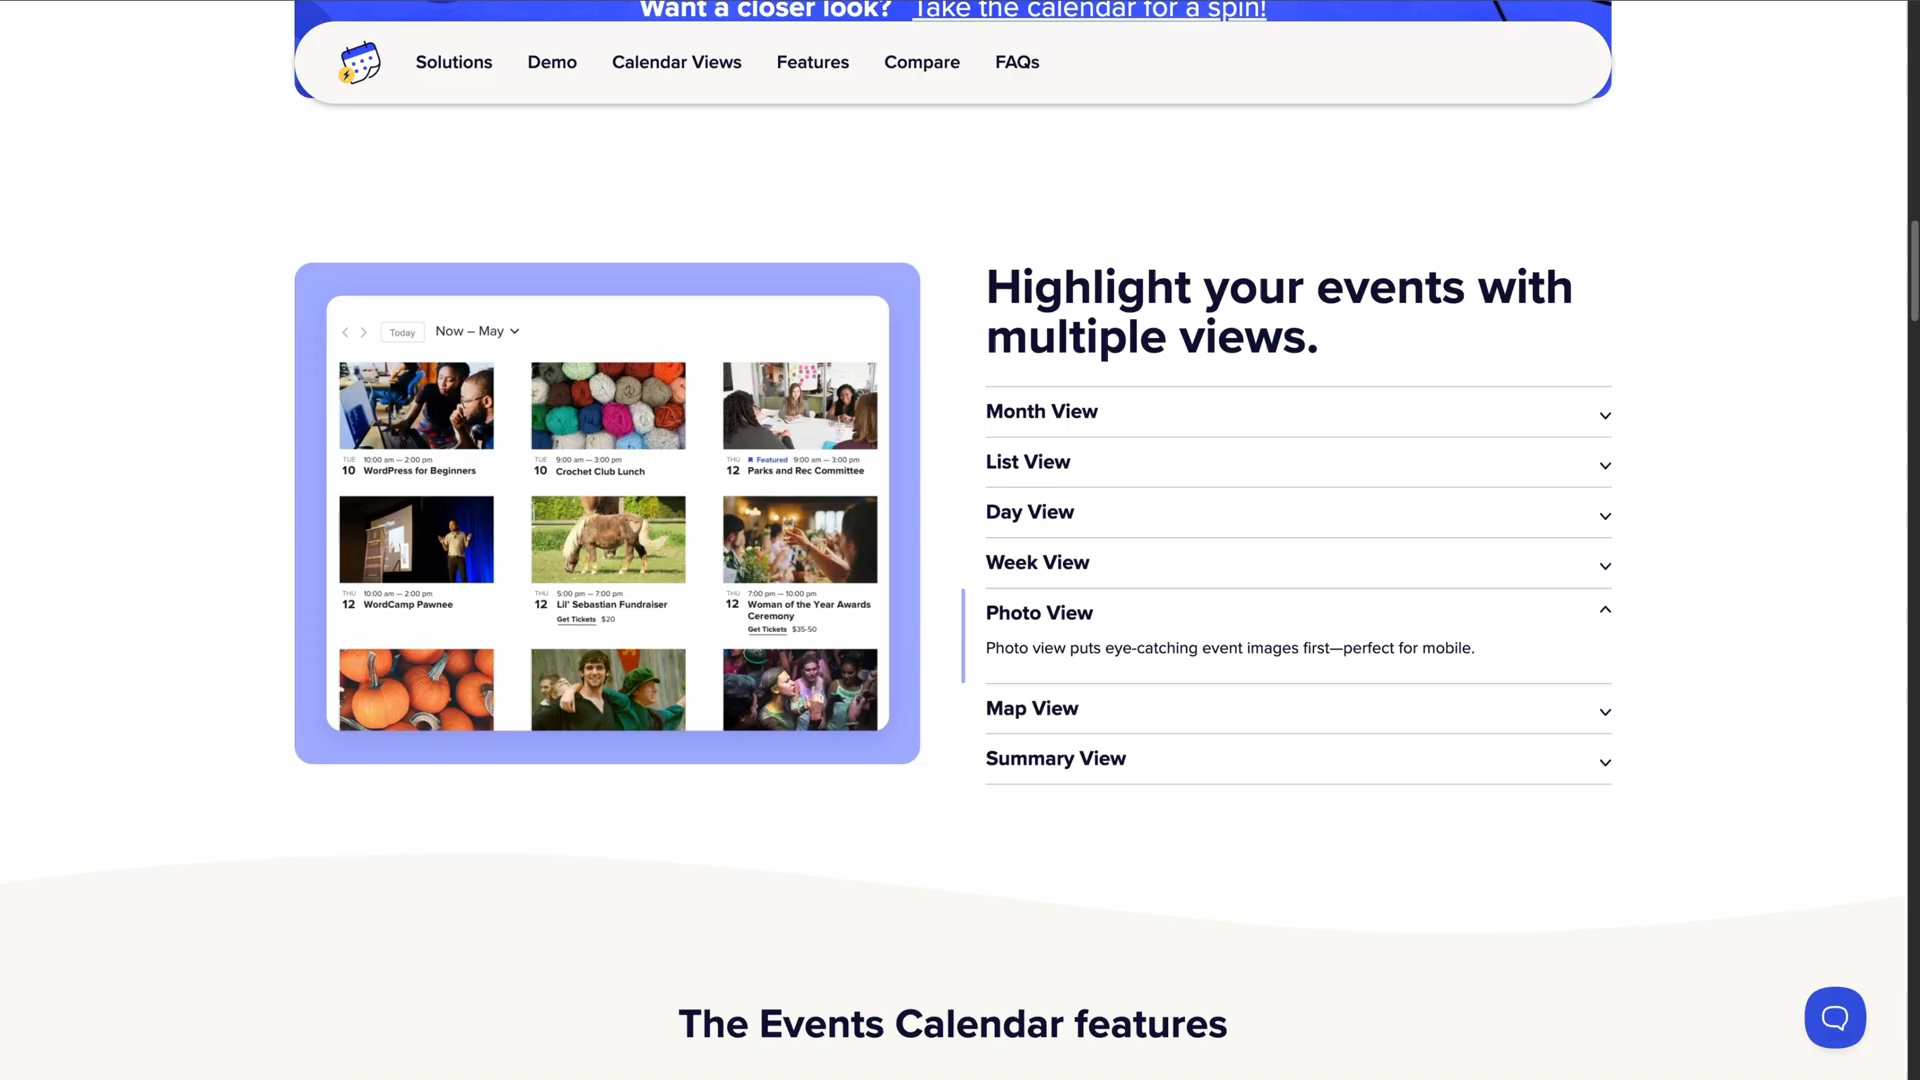 Want a closer look? Take the calendar for a spin!
Solutions
Demo
Calendar Views
Features
Compare
FAQs
Today
Now – May
TUE 10:00 am — 2:00 pm
10 WordPress for Beginners
TUE 9:00 am — 3:00 pm
10 Crochet Club Lunch
THU Featured 9:00 am — 3:00 pm
12 Parks and Rec Committee
THU 10:00 am — 2:00 pm
12 WordCamp Pawnee
THU 5:00 pm — 7:00 pm
12 Lil' Sebastian Fundraiser
Get Tickets $20
THU 7:00 pm — 10:00 pm
12 Woman of the Year Awards
Ceremony
Get Tickets $35-50
Highlight your events with
multiple views.
Month View
List View
Day View
Week View
Photo View
Photo view puts eye-catching event images first—perfect for mobile.
Map View
Summary View
The Events Calendar features